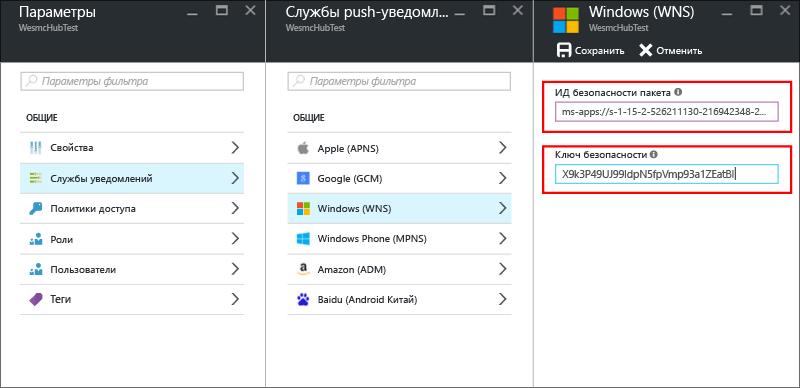 Параметры
WesmcHubTest
Параметры фильтра
ОБЩИЕ
Свойства
Службы уведомлений
Политики доступа
Роли
Пользователи
Теги
Службы push-уведомл...
WesmcHubTest
Параметры фильтра
ОБЩИЕ
Apple (APNS)
Google (GCM)
Windows (WNS)
Windows Phone (MPNS)
Amazon (ADM)
Baidu (Android Китай)
Windows (WNS)
WesmcHubTest
Сохранить
Отменить
ИД безопасности пакета
ms-apps://s-1-15-2-526211130-216942348-2...
Ключ безопасности
X9k3P49UJ99IdpN5fpVmp93a1ZEatBI